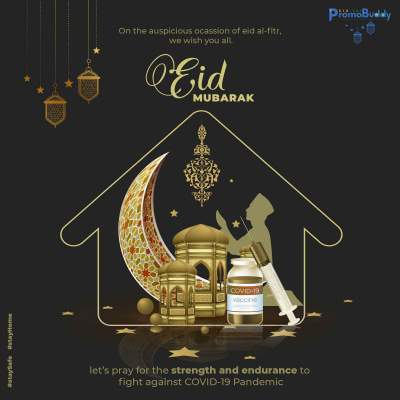 PromoBuddy
On the auspicious ocassion of eid al-fitr,
we wish you all.
Eid
MUBARAK
COVID-19
vaccine
let's pray for the strength and endurance to
fight against COVID-19 Pandemic
#staySafe #stayHome